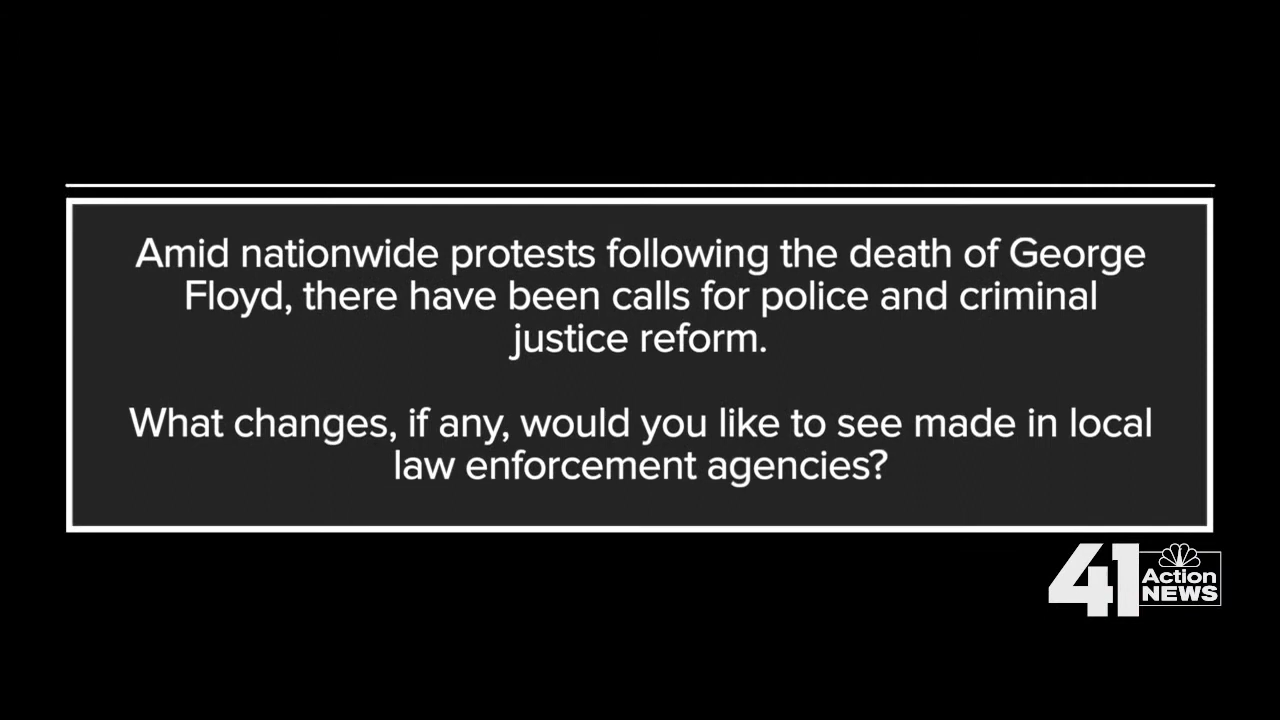 Amid nationwide protests following the death of George
Floyd, there have been calls for police and criminal
justice reform.
What changes, if any, would you like to see made in local
law enforcement agencies?
41 Action
NEWS